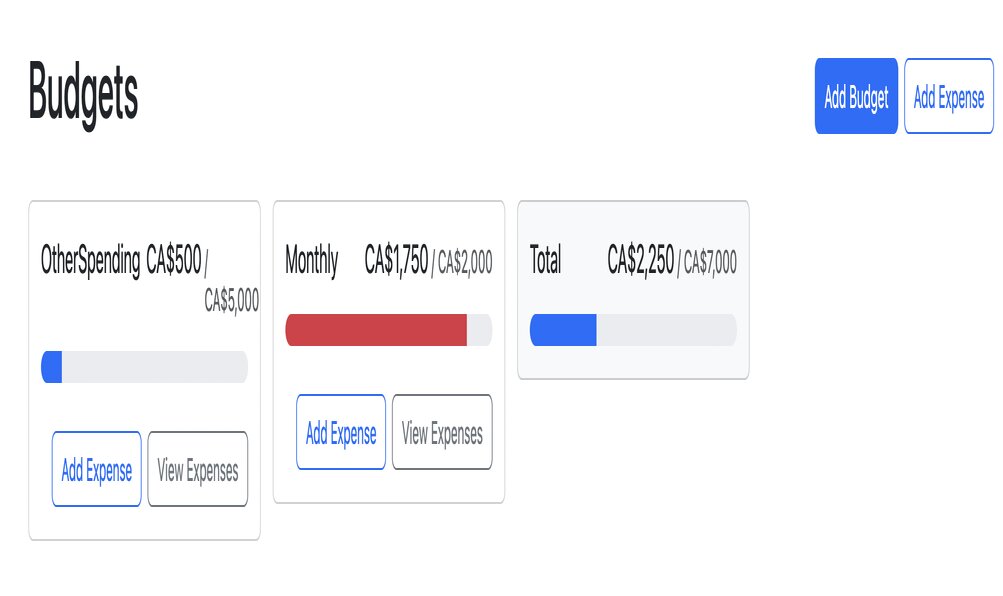 Budgets
Add Budget
Add Expense
OtherSpending CA$500 /
CA$5,000
Add Expense
View Expenses
Monthly CA$1,750 / CA$2,000
Add Expense
View Expenses
Total CA$2,250 / CA$7,000